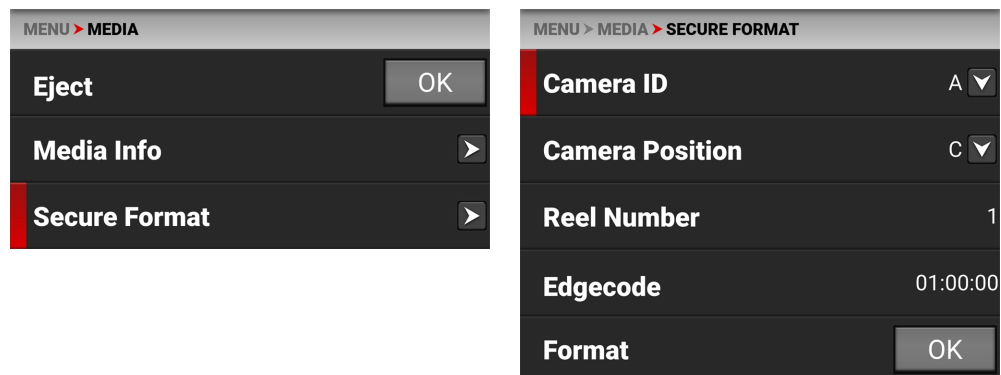 MENU > MEDIA
Eject OK
Media Info
Secure Format
MENU > MEDIA > SECURE FORMAT
Camera ID A
Camera Position C
Reel Number 1
Edgecode 01:00:00
Format OK